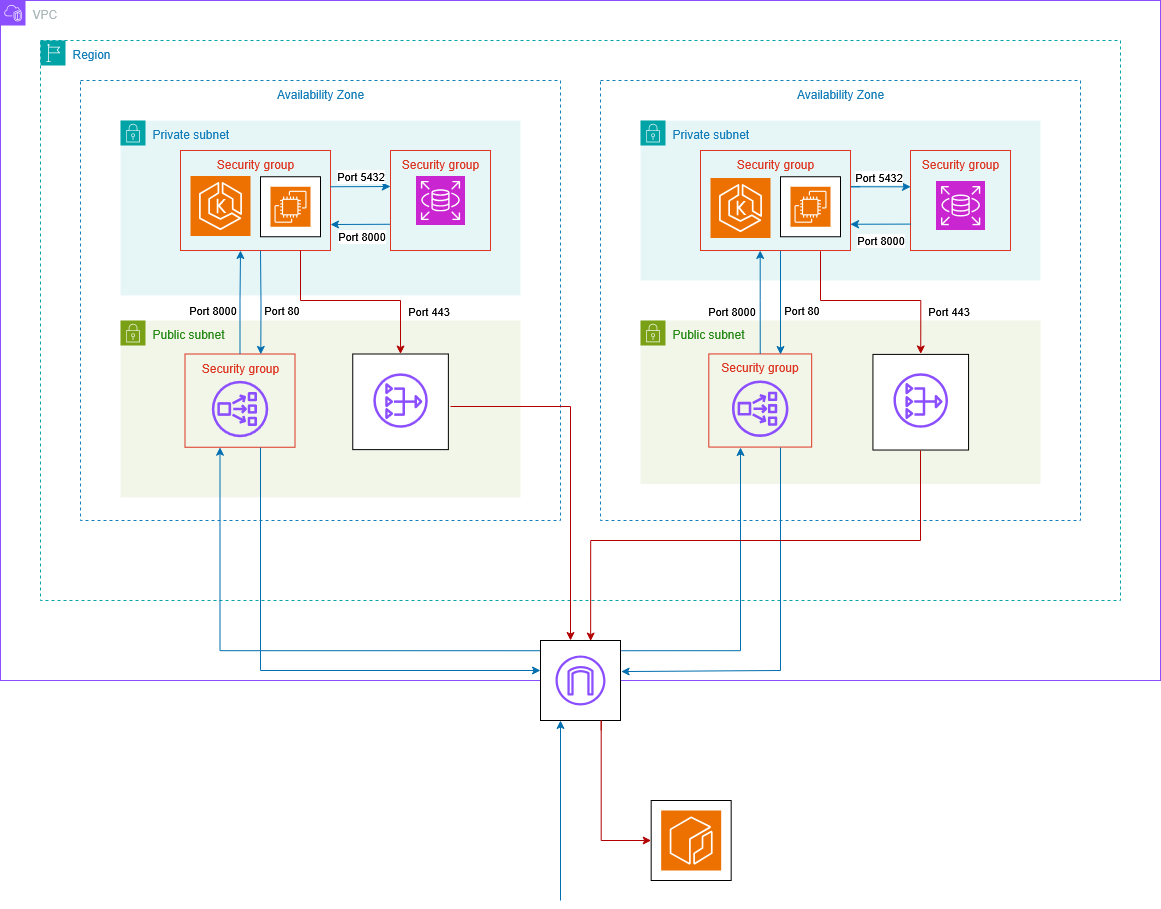 VPC
Region
Availability Zone
Availability Zone
Private subnet
Private subnet
Security group
Security group
Security group
Security group
Port 5432
Port 5432
Port 8000
Port 8000
Port 8000
Port 80
Port 443
Port 8000
Port 80
Port 443
Public subnet
Public subnet
Security group
Security group